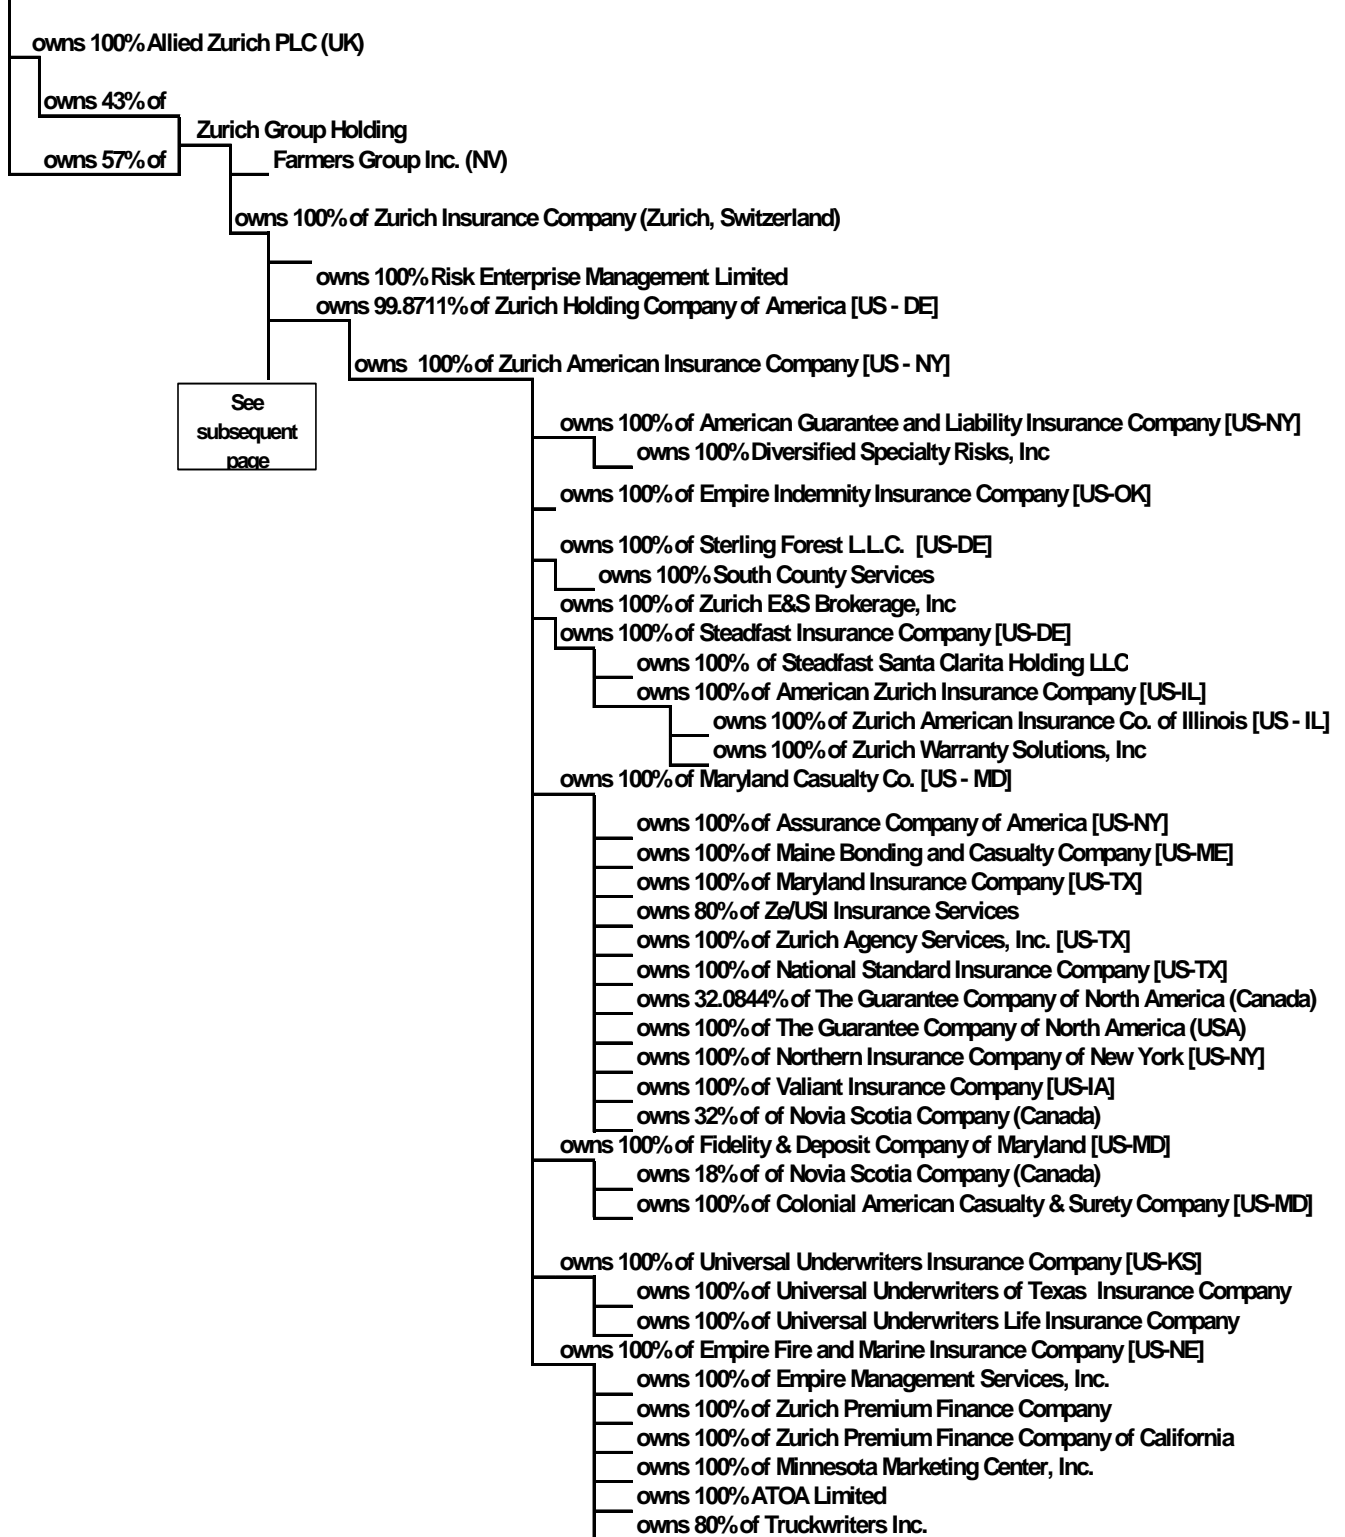 owns 100% Allied Zurich PLC (UK)
owns 43% of
Zurich Group Holding
owns 57% of
Farmers Group Inc. (NV)
owns 100% of Zurich Insurance Company (Zurich, Switzerland)
owns 100% Risk Enterprise Management Limited
owns 99.8711% of Zurich Holding Company of America [US - DE]
owns 100% of Zurich American Insurance Company [US - NY]
See
subsequent
page
owns 100% of American Guarantee and Liability Insurance Company [US-NY]
owns 100% Diversified Specialty Risks, Inc
owns 100% of Empire Indemnity Insurance Company [US-OK]
owns 100% of Sterling Forest L.L.C. [US-DE]
owns 100% South County Services
owns 100% of Zurich E&S Brokerage, Inc
owns 100% of Steadfast Insurance Company [US-DE]
owns 100% of Steadfast Santa Clarita Holding LLC
owns 100% of American Zurich Insurance Company [US-IL]
owns 100% of Zurich American Insurance Co. of Illinois [US - IL]
owns 100% of Zurich Warranty Solutions, Inc
owns 100% of Maryland Casualty Co. [US - MD]
owns 100% of Assurance Company of America [US-NY]
owns 100% of Maine Bonding and Casualty Company [US-ME]
owns 100% of Maryland Insurance Company [US-TX]
owns 80% of Ze/USI Insurance Services
owns 100% of Zurich Agency Services, Inc. [US-TX]
owns 100% of National Standard Insurance Company [US-TX]
owns 32.0844% of The Guarantee Company of North America (Canada)
owns 100% of The Guarantee Company of North America (USA)
owns 100% of Northern Insurance Company of New York [US-NY]
owns 100% of Valiant Insurance Company [US-IA]
owns 32% of of Novia Scotia Company (Canada)
owns 100% of Fidelity & Deposit Company of Maryland [US-MD]
owns 18% of of Novia Scotia Company (Canada)
owns 100% of Colonial American Casualty & Surety Company [US-MD]
owns 100% of Universal Underwriters Insurance Company [US-KS]
owns 100% of Universal Underwriters of Texas Insurance Company
owns 100% of Universal Underwriters Life Insurance Company
owns 100% of Empire Fire and Marine Insurance Company [US-NE]
owns 100% of Empire Management Services, Inc.
owns 100% of Zurich Premium Finance Company
owns 100% of Zurich Premium Finance Company of California
owns 100% of Minnesota Marketing Center, Inc.
owns 100% ATOA Limited
owns 80% of Truckwriters Inc.